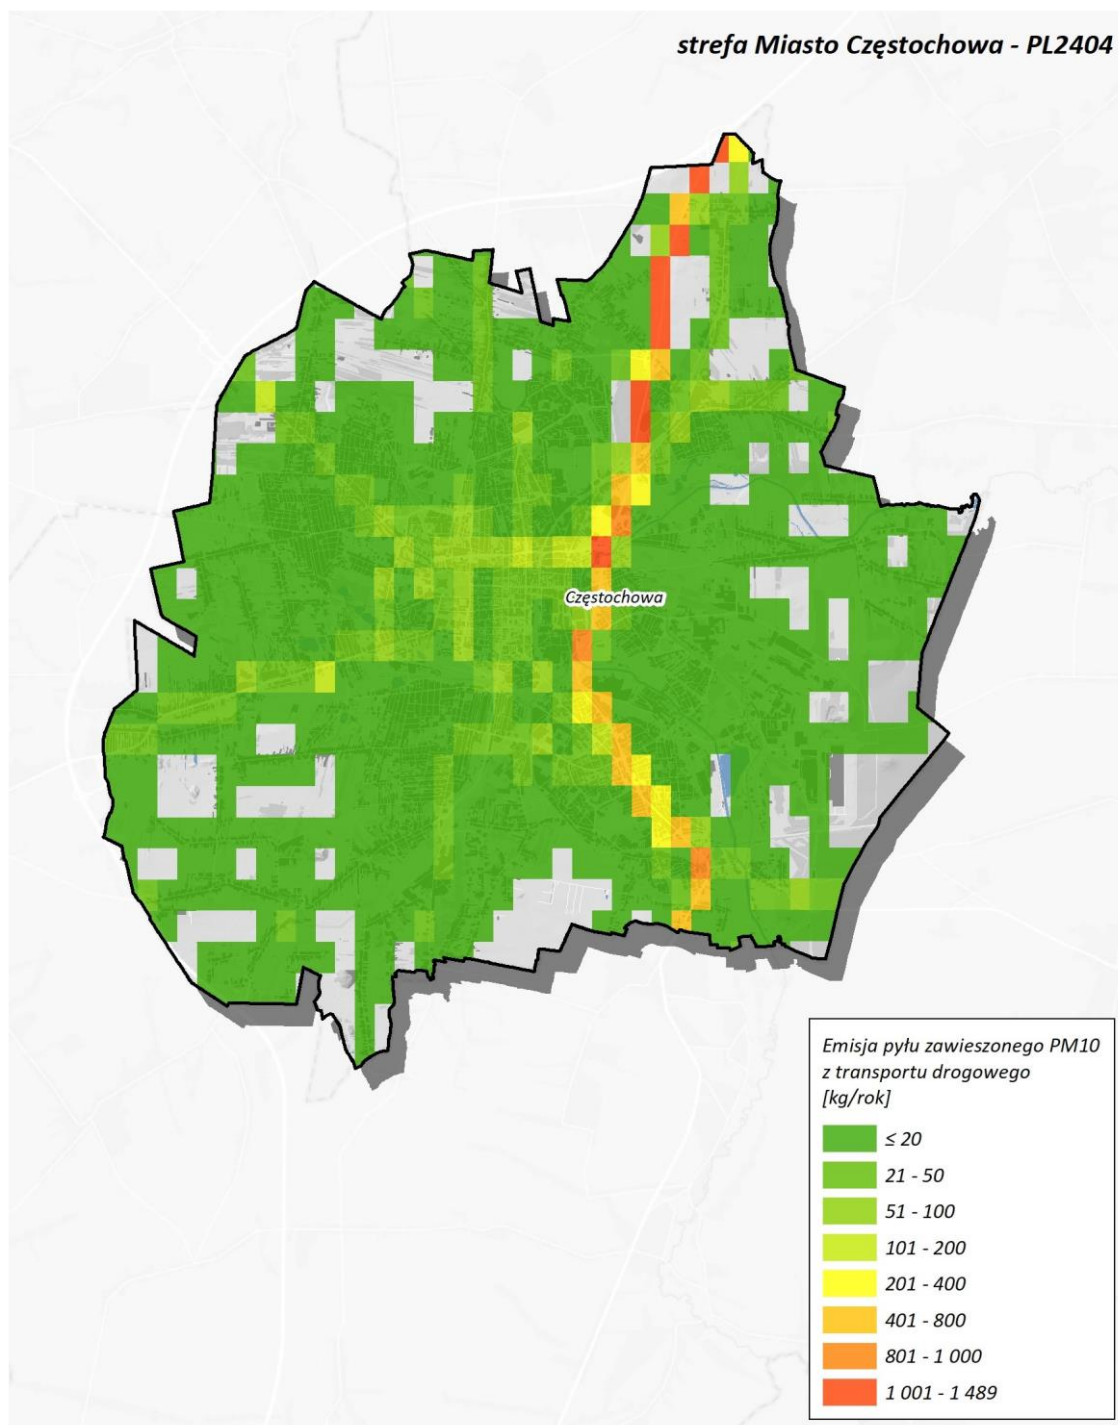 strefa Miasto Częstochowa - PL2404
Częstochowa
Emisja pyłu zawieszonego PM10
z transportu drogowego
[kg/rok]
≤ 20
21 - 50
51 - 100
101 - 200
201 - 400
401 - 800
801 - 1 000
1 001 - 1 489